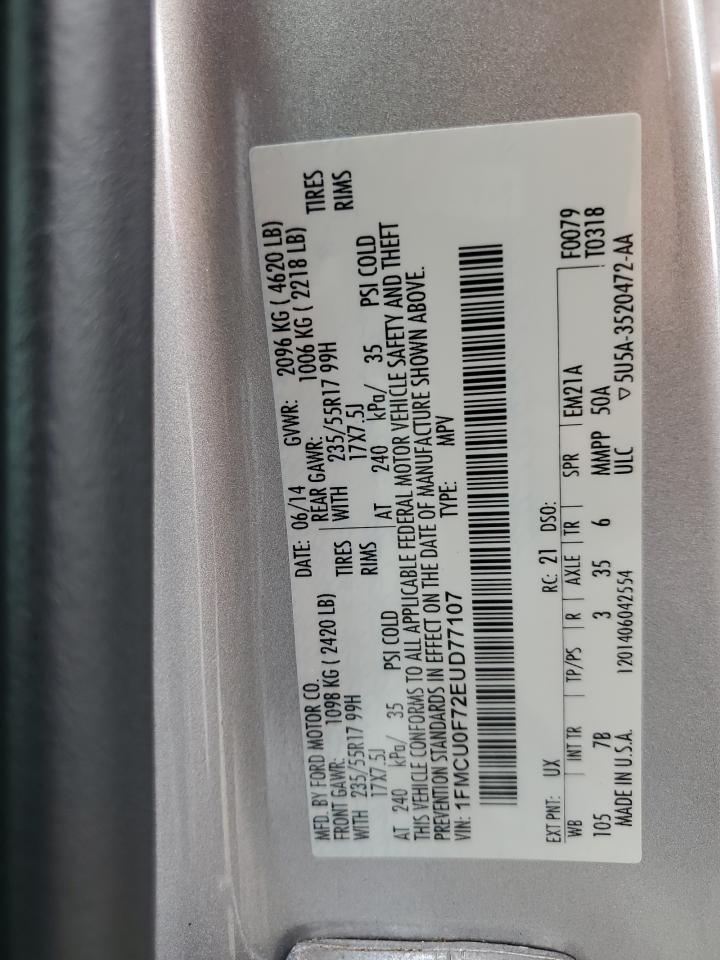 MFD. BY FORD MOTOR CO.
DATE: 06/14 GVWR: 2096 KG ( 4620 LB)
FRONT GAWR: 1098 KG ( 2420 LB) REAR GAWR: 1006 KG ( 2218 LB)
WITH 235/55R17 99H TIRES WITH 235/55R17 99H TIRES
17X7.5J RIMS 17X7.5J RIMS
AT 240 kPa/ 35 PSI COLD AT 240 kPa/ 35 PSI COLD
THIS VEHICLE CONFORMS TO ALL APPLICABLE FEDERAL MOTOR VEHICLE SAFETY AND THEFT
PREVENTION STANDARDS IN EFFECT ON THE DATE OF MANUFACTURE SHOWN ABOVE.
VIN: 1FMCU0F72EUD77107 TYPE: MPV
EXT PNT: UX RC: 21 DSO: F0079
WB INT TR TP/PS R AXLE TR SPR EM21A T0318
105 7B 3 35 6 MMPP 50A
MADE IN U.S.A. 1201406042554 ULC ▽5U5A-3520472-AA